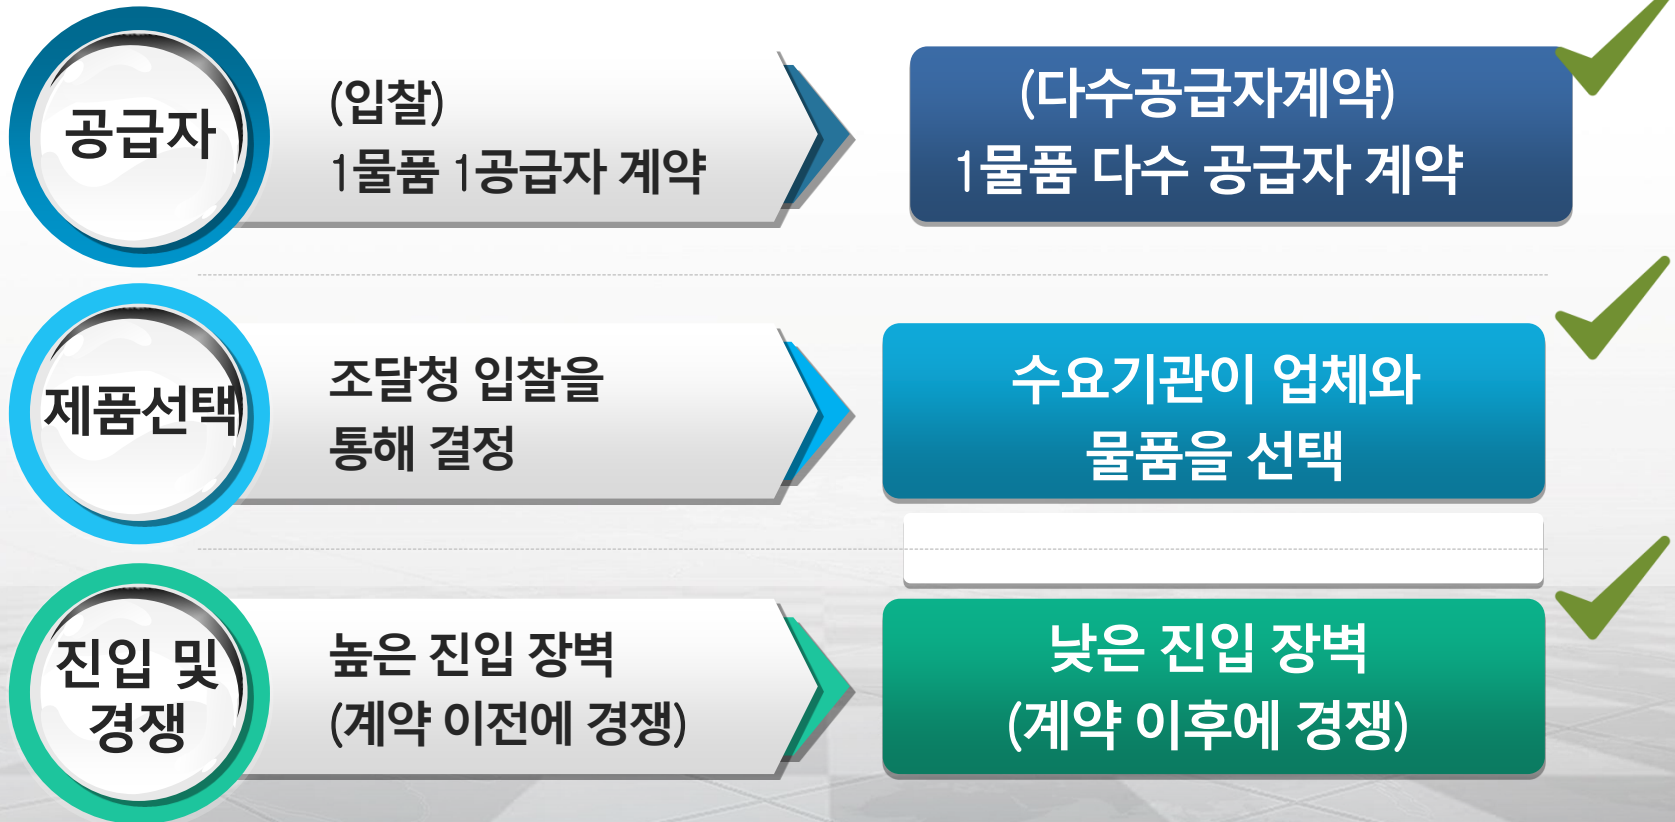 공급자
(입찰)
1물품 1공급자 계약
(다수공급자계약)
1물품 다수 공급자 계약
제품선택
조달청 입찰을
통해 결정
수요기관이 업체와
물품을 선택
진입 및
경쟁
높은 진입 장벽
(계약 이전에 경쟁)
낮은 진입 장벽
(계약 이후에 경쟁)